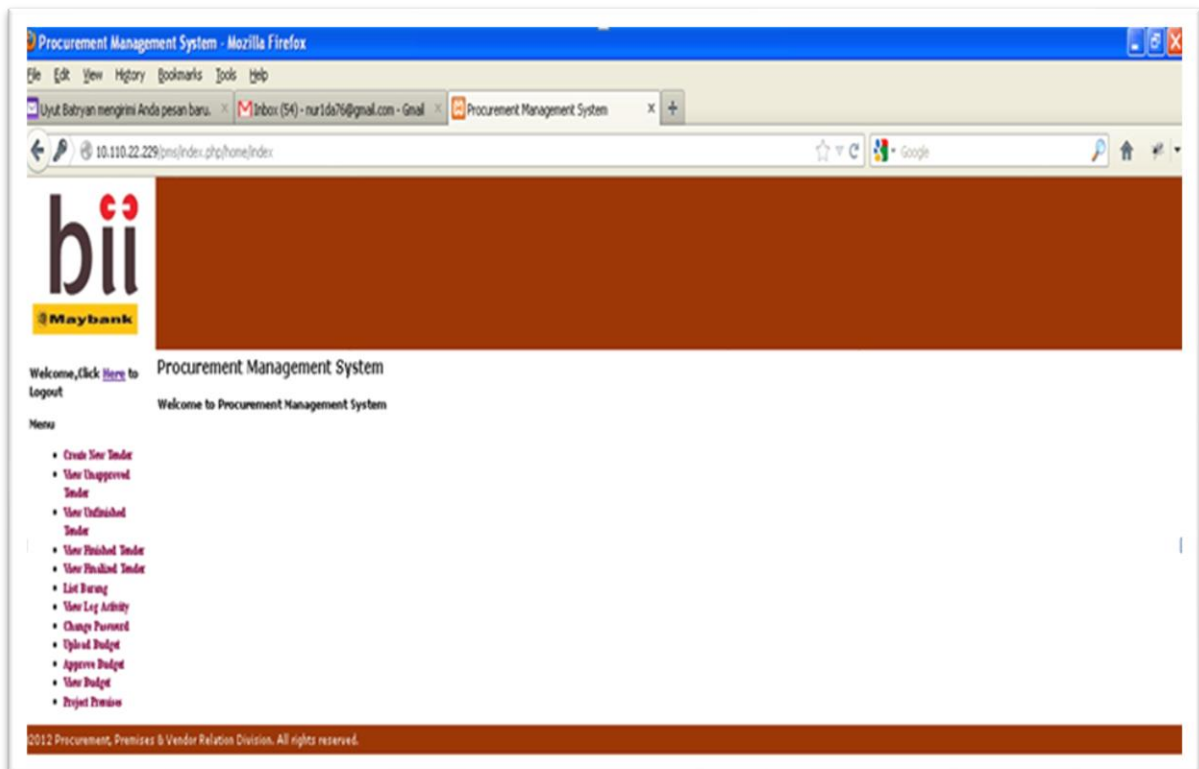 Procurement Management System - Mozilla Firefox
File Edit View History Bookmarks Tools Help
Uyut Batryan mengirimi Anda pesan baru. × Inbox (54) - nur1da76@gmail.com - Gmail × Procurement Management System × +
10.110.22.229/pms/index.php/home/index Google
bii
Maybank
Welcome,Click Here to
Logout
Procurement Management System
Welcome to Procurement Management System
Menu
Create New Tender
View Unapproved
Tender
View Unfinished
Tender
View Finished Tender
View Finalized Tender
List Barang
View Log Activity
Change Password
Upload Budget
Approve Budget
View Budget
Project Premises
©2012 Procurement, Premises & Vendor Relation Division. All rights reserved.